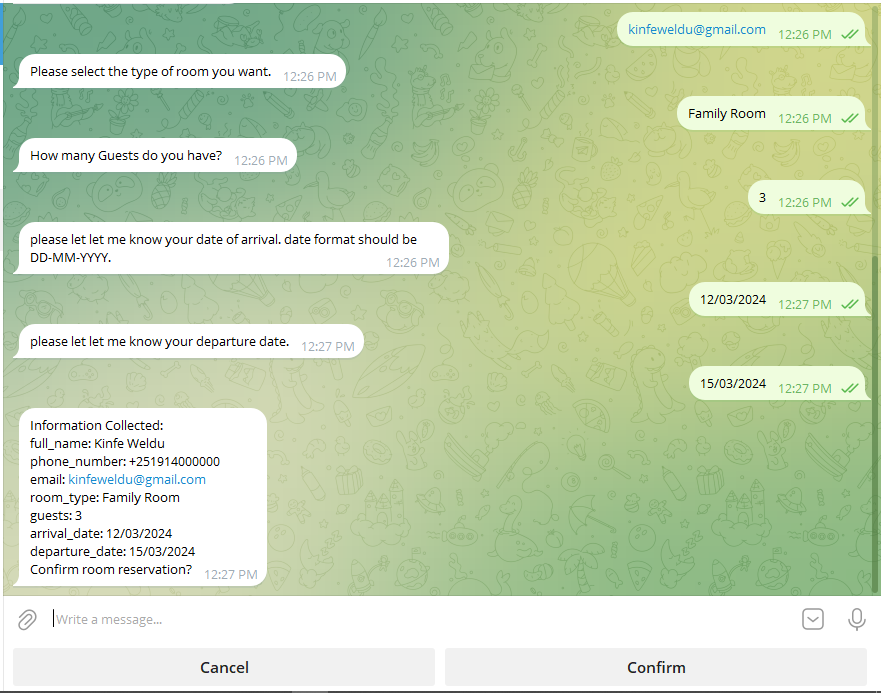 kinfeweldu@gmail.com 12:26 PM
Please select the type of room you want. 12:26 PM
Family Room 12:26 PM
How many Guests do you have? 12:26 PM
3 12:26 PM
please let let me know your date of arrival. date format should be
DD-MM-YYYY. 12:26 PM
12/03/2024 12:27 PM
please let let me know your departure date. 12:27 PM
15/03/2024 12:27 PM
Information Collected:
full_name: Kinfe Weldu
phone_number: +251914000000
email: kinfeweldu@gmail.com
room_type: Family Room
guests: 3
arrival_date: 12/03/2024
departure_date: 15/03/2024
Confirm room reservation? 12:27 PM
Write a message...
Cancel Confirm